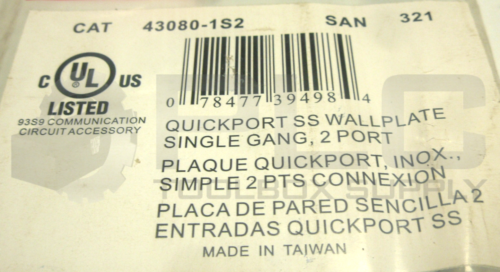 CAT 43080-1S2 SAN 321
C UL US
LISTED
93S9 COMMUNICATION
CIRCUIT ACCESSORY
0 78477 39498 4
QUICKPORT SS WALLPLATE
SINGLE GANG, 2 PORT
PLAQUE QUICKPORT, INOX.,
SIMPLE 2 PTS CONNEXION
PLACA DE PARED SENCILLA 2
ENTRADAS QUICKPORT SS
MADE IN TAIWAN
TOOLBOX SUPPLY